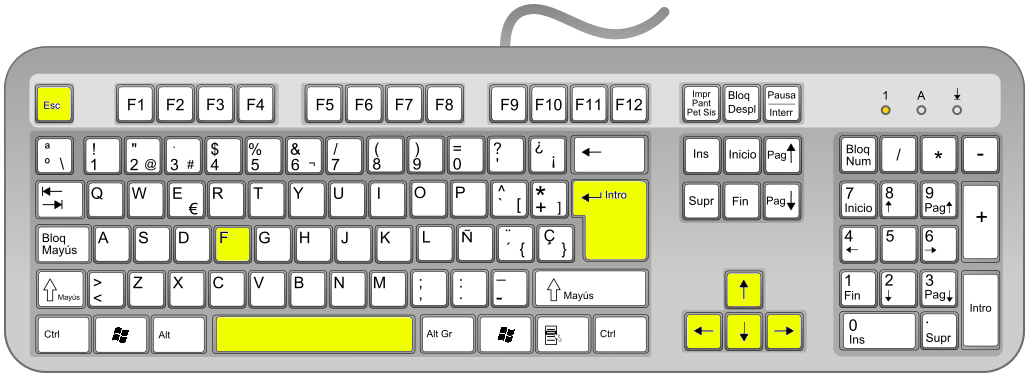 Esc F1 F2 F3 F4 F5 F6 F7 F8 F9 F10 F11 F12
Impr Pant Pet Sis
Bloq Despl
Pausa Interr
1 A
ª º \
! 1
" 2 @
· 3 #
$ 4
% 5
& 6 ¬
/ 7
( 8
) 9
= 0
? '
¿ ¡
←
Ins Inicio Pag↑
Bloq Num
/ * -
Q W E € R T Y U I O P
^ ` [
* + ]
Intro
Supr Fin Pag↓
7 Inicio
8 ↑
9 Pag↑
+
Bloq Mayús
A S D F G H J K L Ñ
¨ ´ {
Ç }
4 ←
5
6 →
Mayús
> <
Z X C V B N M
; ,
: .
_ -
Mayús
↑
1 Fin
2 ↓
3 Pag↓
Intro
Ctrl Alt Alt Gr Ctrl
← ↓ →
0 Ins
. Supr